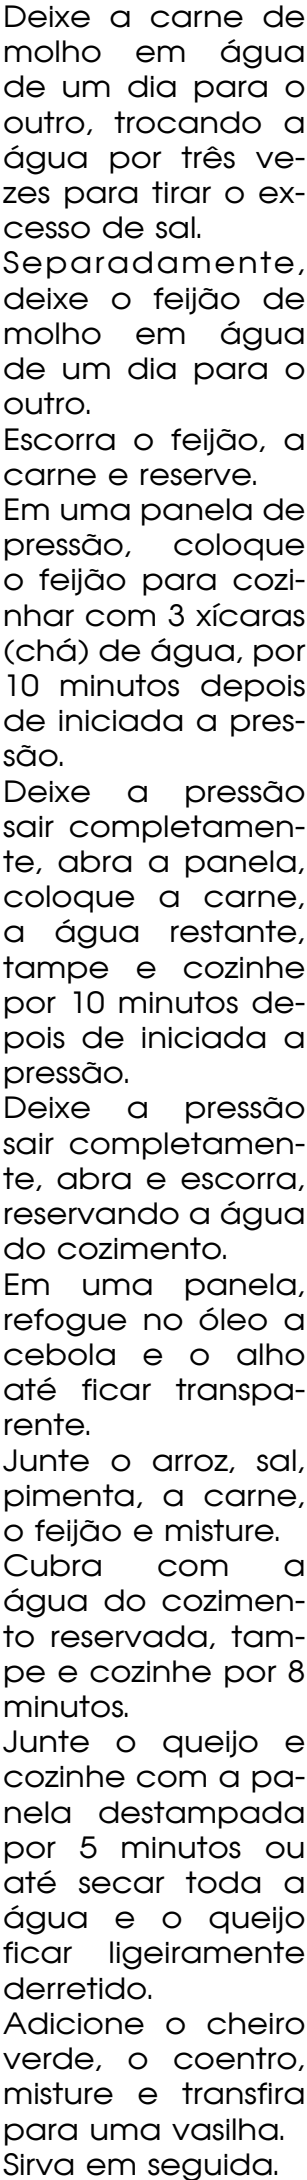 Deixe a carne de
molho em água
de um dia para o
outro, trocando a
água por três ve-
zes para tirar o ex-
cesso de sal.
Separadamente,
deixe o feijão de
molho em água
de um dia para o
outro.
Escorra o feijão, a
carne e reserve.
Em uma panela de
pressão, coloque
o feijão para cozi-
nhar com 3 xícaras
(chá) de água, por
10 minutos depois
de iniciada a pres-
são.
Deixe a pressão
sair completamen-
te, abra a panela,
coloque a carne,
a água restante,
tampe e cozinhe
por 10 minutos de-
pois de iniciada a
pressão.
Deixe a pressão
sair completamen-
te, abra e escorra,
reservando a água
do cozimento.
Em uma panela,
refogue no óleo a
cebola e o alho
até ficar transpa-
rente.
Junte o arroz, sal,
pimenta, a carne,
o feijão e misture.
Cubra com a
água do cozimen-
to reservada, tam-
pe e cozinhe por 8
minutos.
Junte o queijo e
cozinhe com a pa-
nela destampada
por 5 minutos ou
até secar toda a
água e o queijo
ficar ligeiramente
derretido.
Adicione o cheiro
verde, o coentro,
misture e transfira
para uma vasilha.
Sirva em seguida.